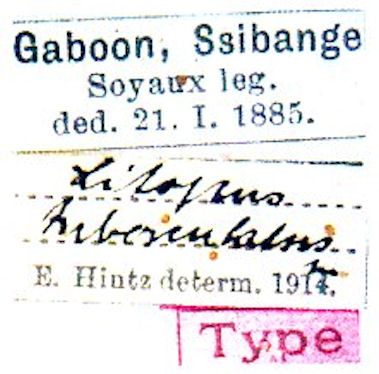 Gaboon, Ssibange
Soyaux leg.
ded. 21. I. 1885.
Litopus
tuberculatus
E. Hintz determ. 1914.
Type